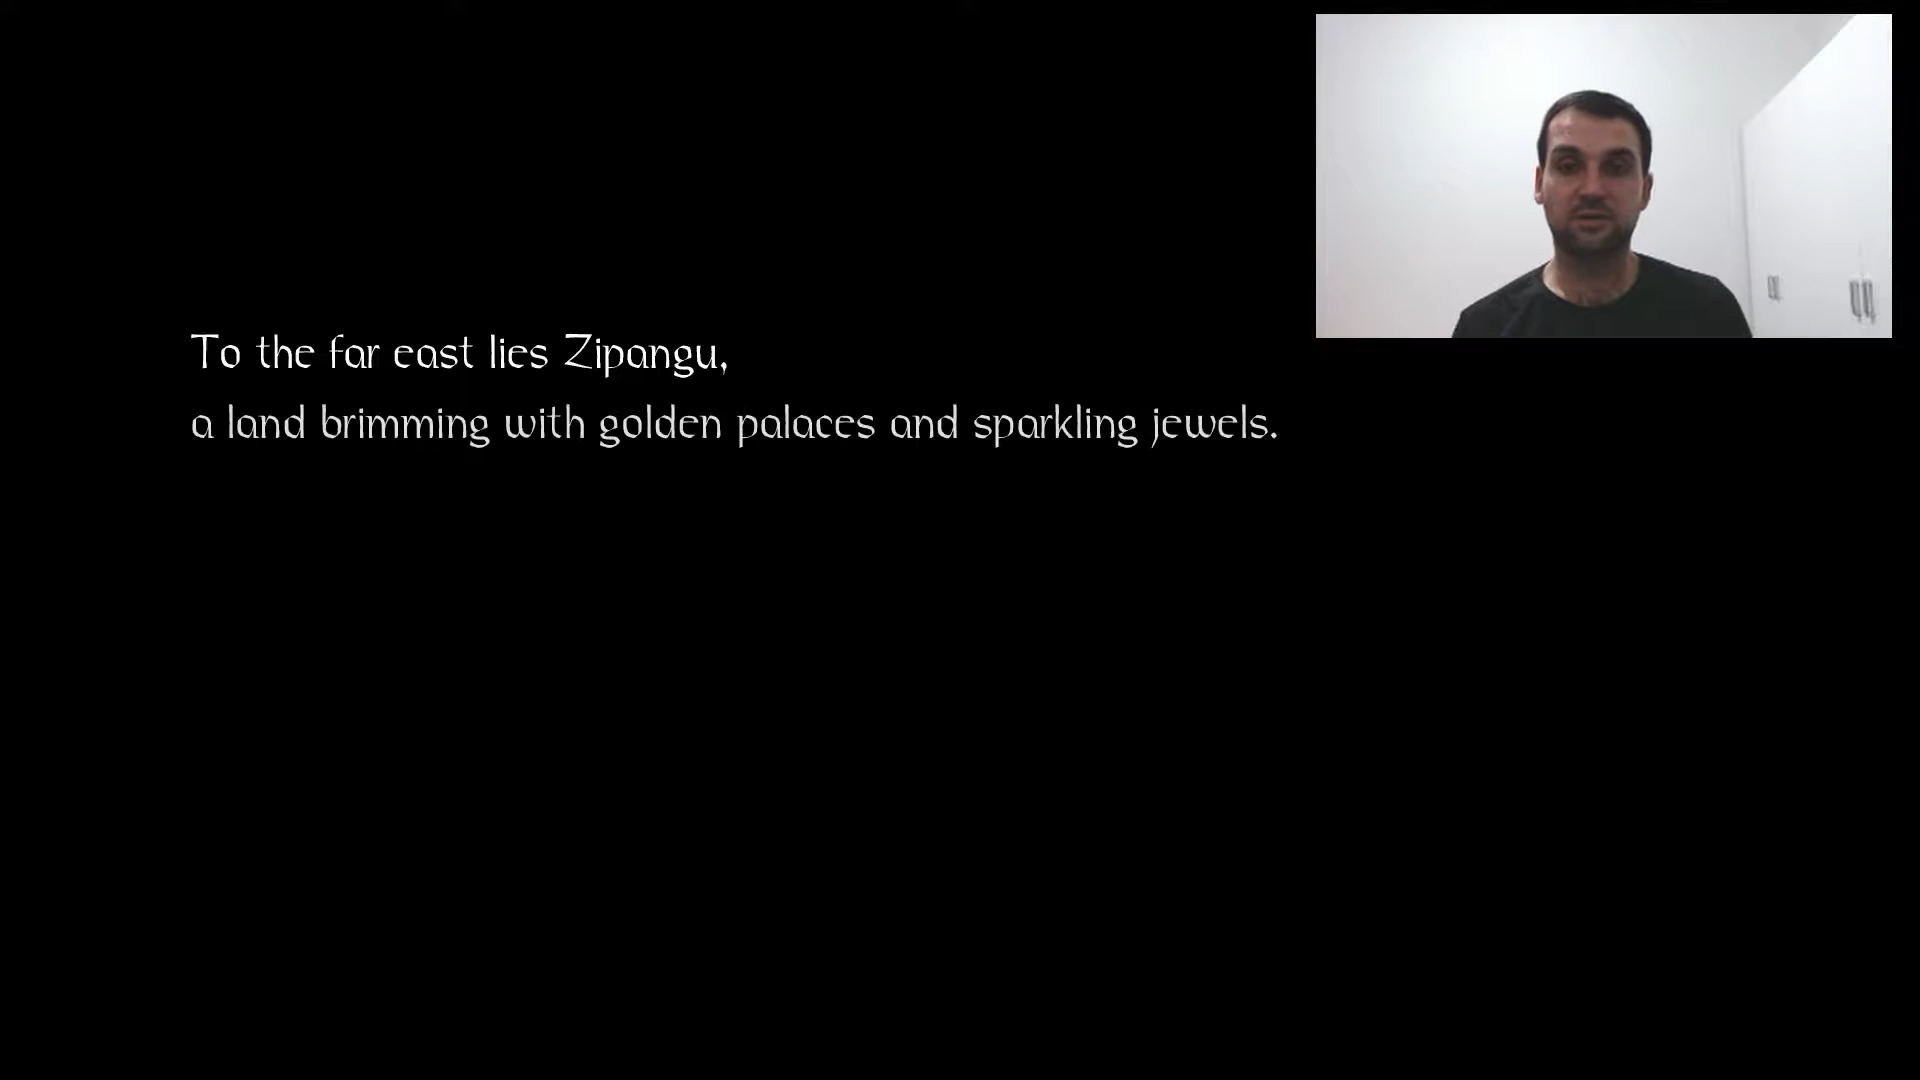 To the far east lies Zipangu,
a land brimming with golden palaces and sparkling jewels.